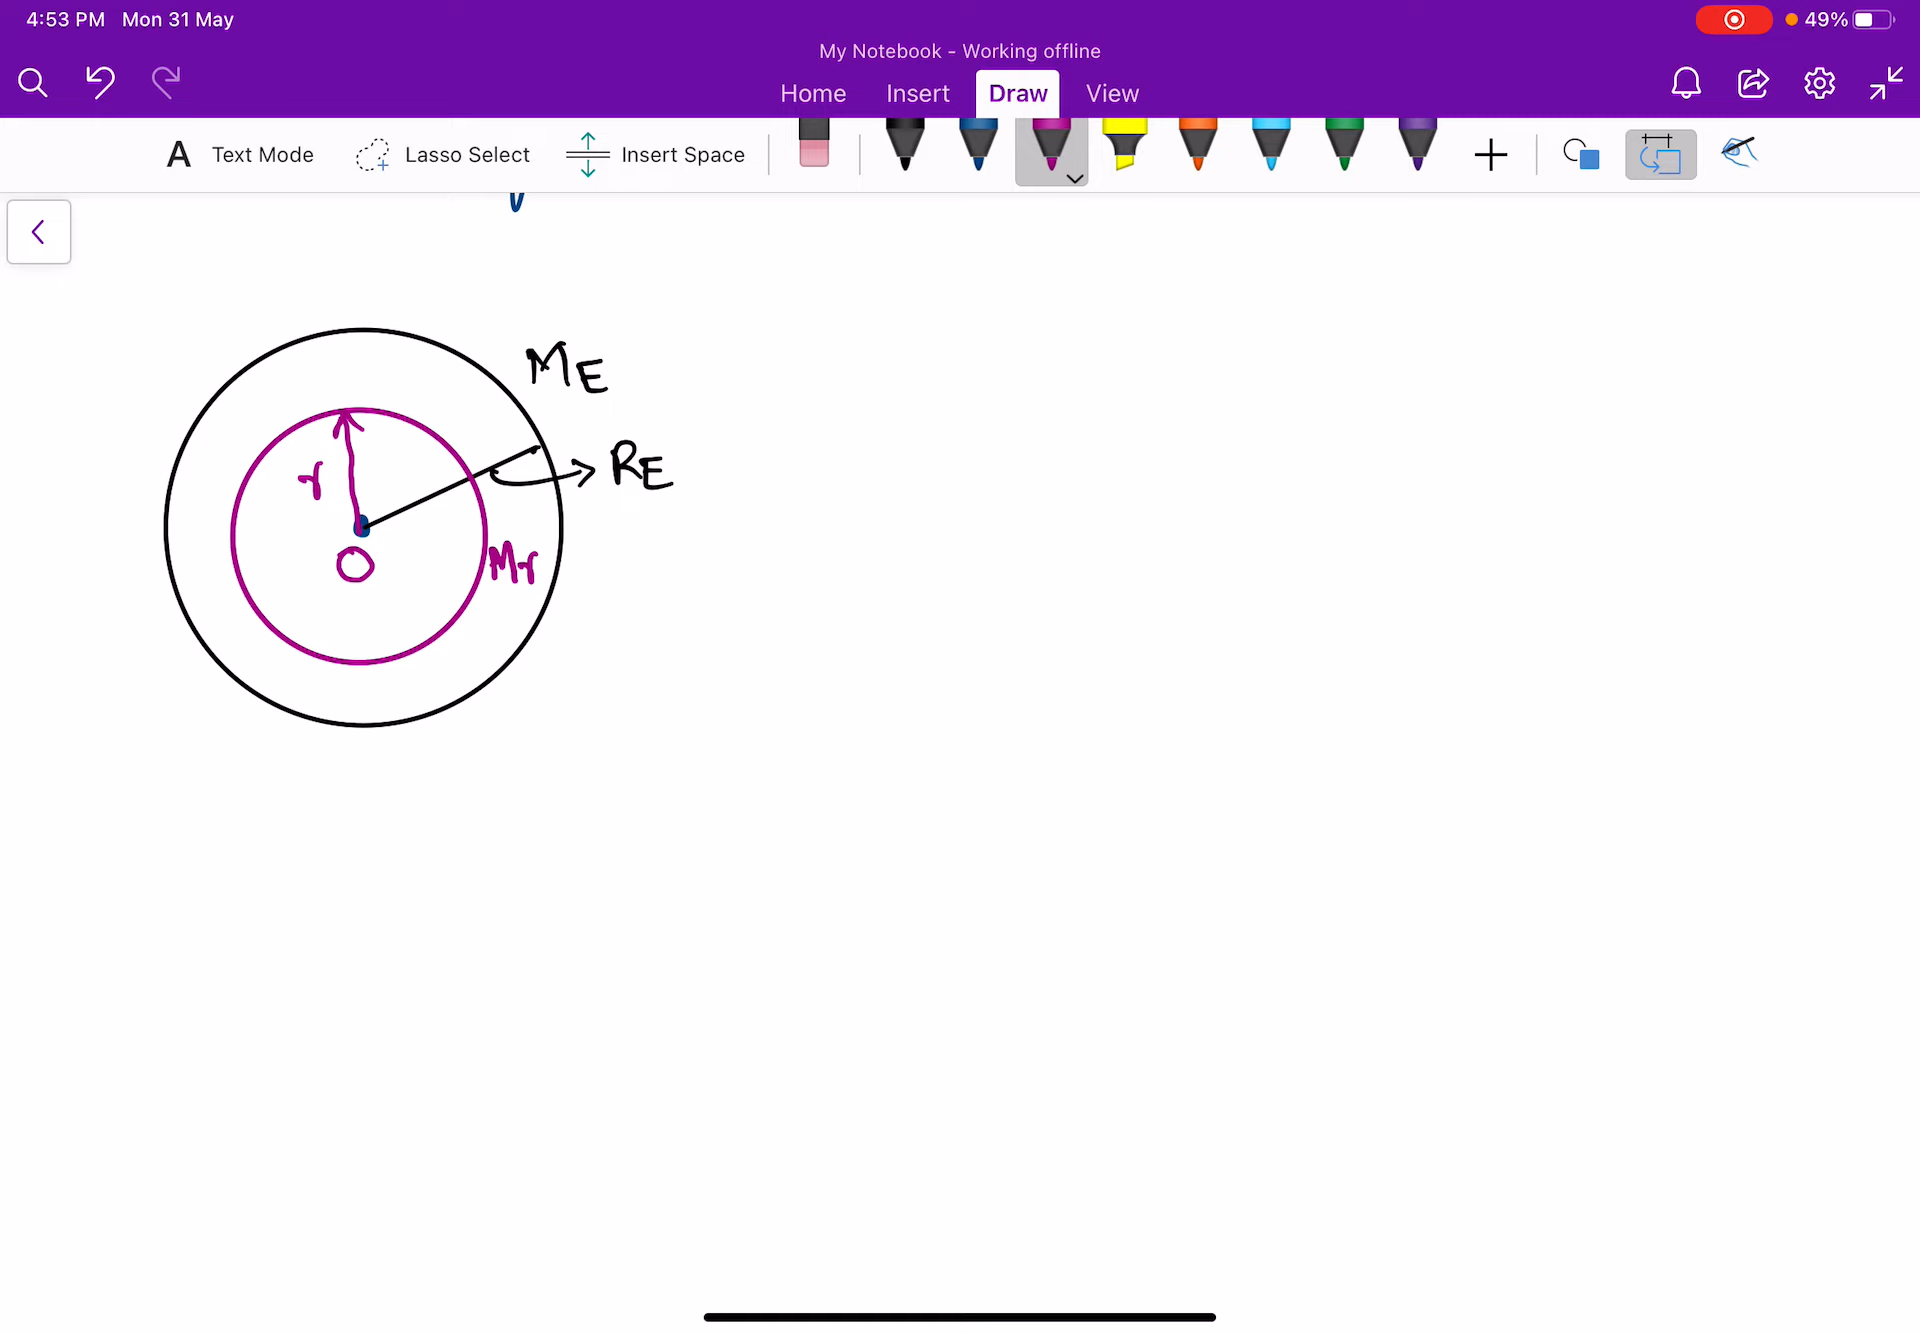 4:53 PM Mon 31 May
49%
My Notebook - Working offline
Home Insert Draw View
A Text Mode Lasso Select Insert Space
ME
RE
r
Mr
O